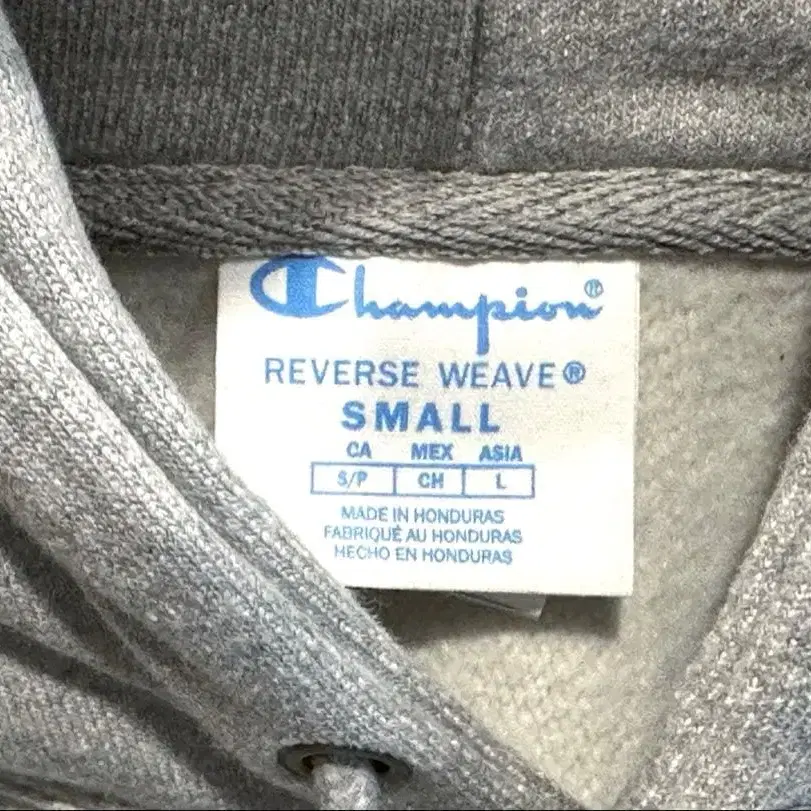 Champion®
REVERSE WEAVE®
SMALL
CA MEX ASIA
S/P CH L
MADE IN HONDURAS
FABRIQUÉ AU HONDURAS
HECHO EN HONDURAS